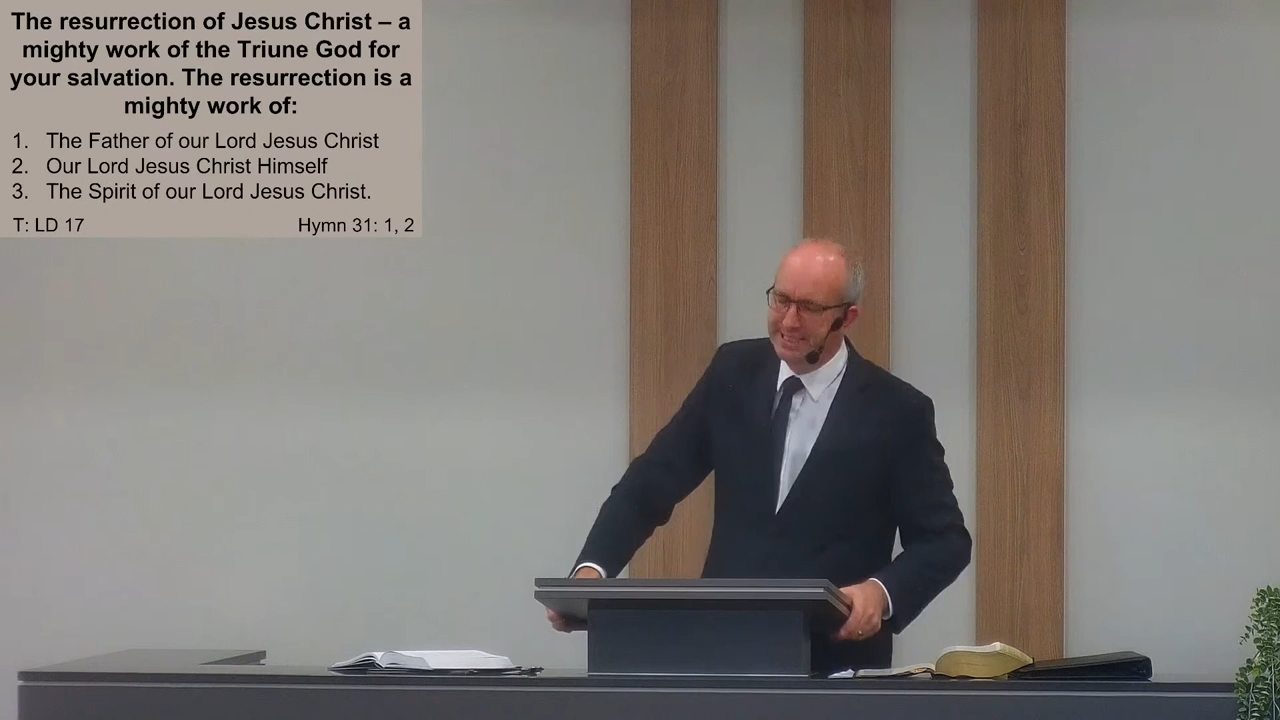 The resurrection of Jesus Christ – a
mighty work of the Triune God for
your salvation. The resurrection is a
mighty work of:
1. The Father of our Lord Jesus Christ
2. Our Lord Jesus Christ Himself
3. The Spirit of our Lord Jesus Christ.
T: LD 17 Hymn 31: 1, 2